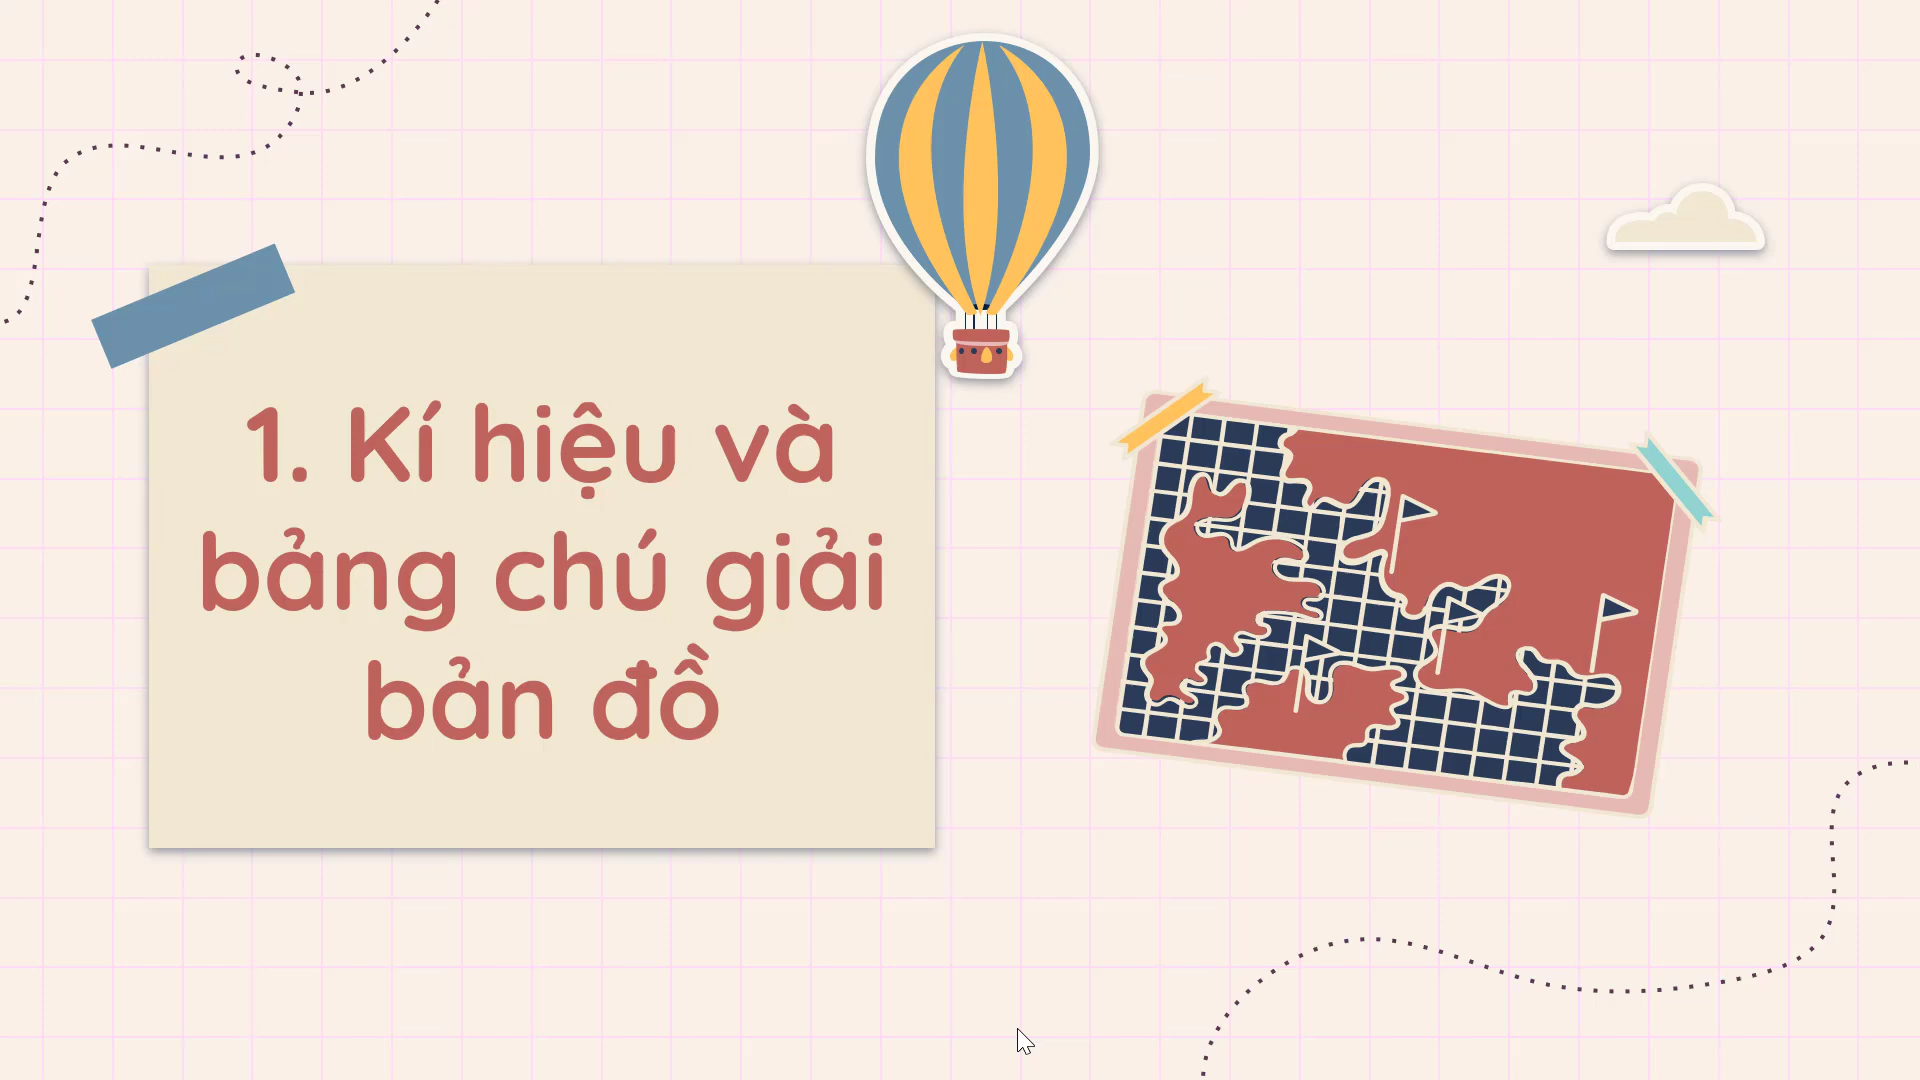 1. Kí hiệu và
bảng chú giải
bản đồ